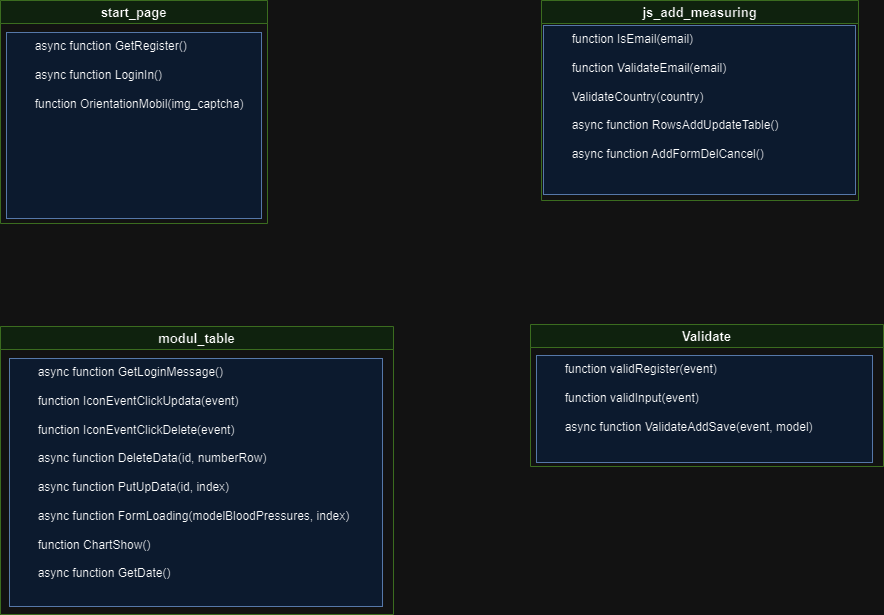 start_page
async function GetRegister()
async function LoginIn()
function OrientationMobil(img_captcha)
js_add_measuring
function IsEmail(email)
function ValidateEmail(email)
ValidateCountry(country)
async function RowsAddUpdateTable()
async function AddFormDelCancel()
modul_table
async function GetLoginMessage()
function IconEventClickUpdata(event)
function IconEventClickDelete(event)
async function DeleteData(id, numberRow)
async function PutUpData(id, index)
async function FormLoading(modelBloodPressures, index)
function ChartShow()
async function GetDate()
Validate
function validRegister(event)
function validInput(event)
async function ValidateAddSave(event, model)